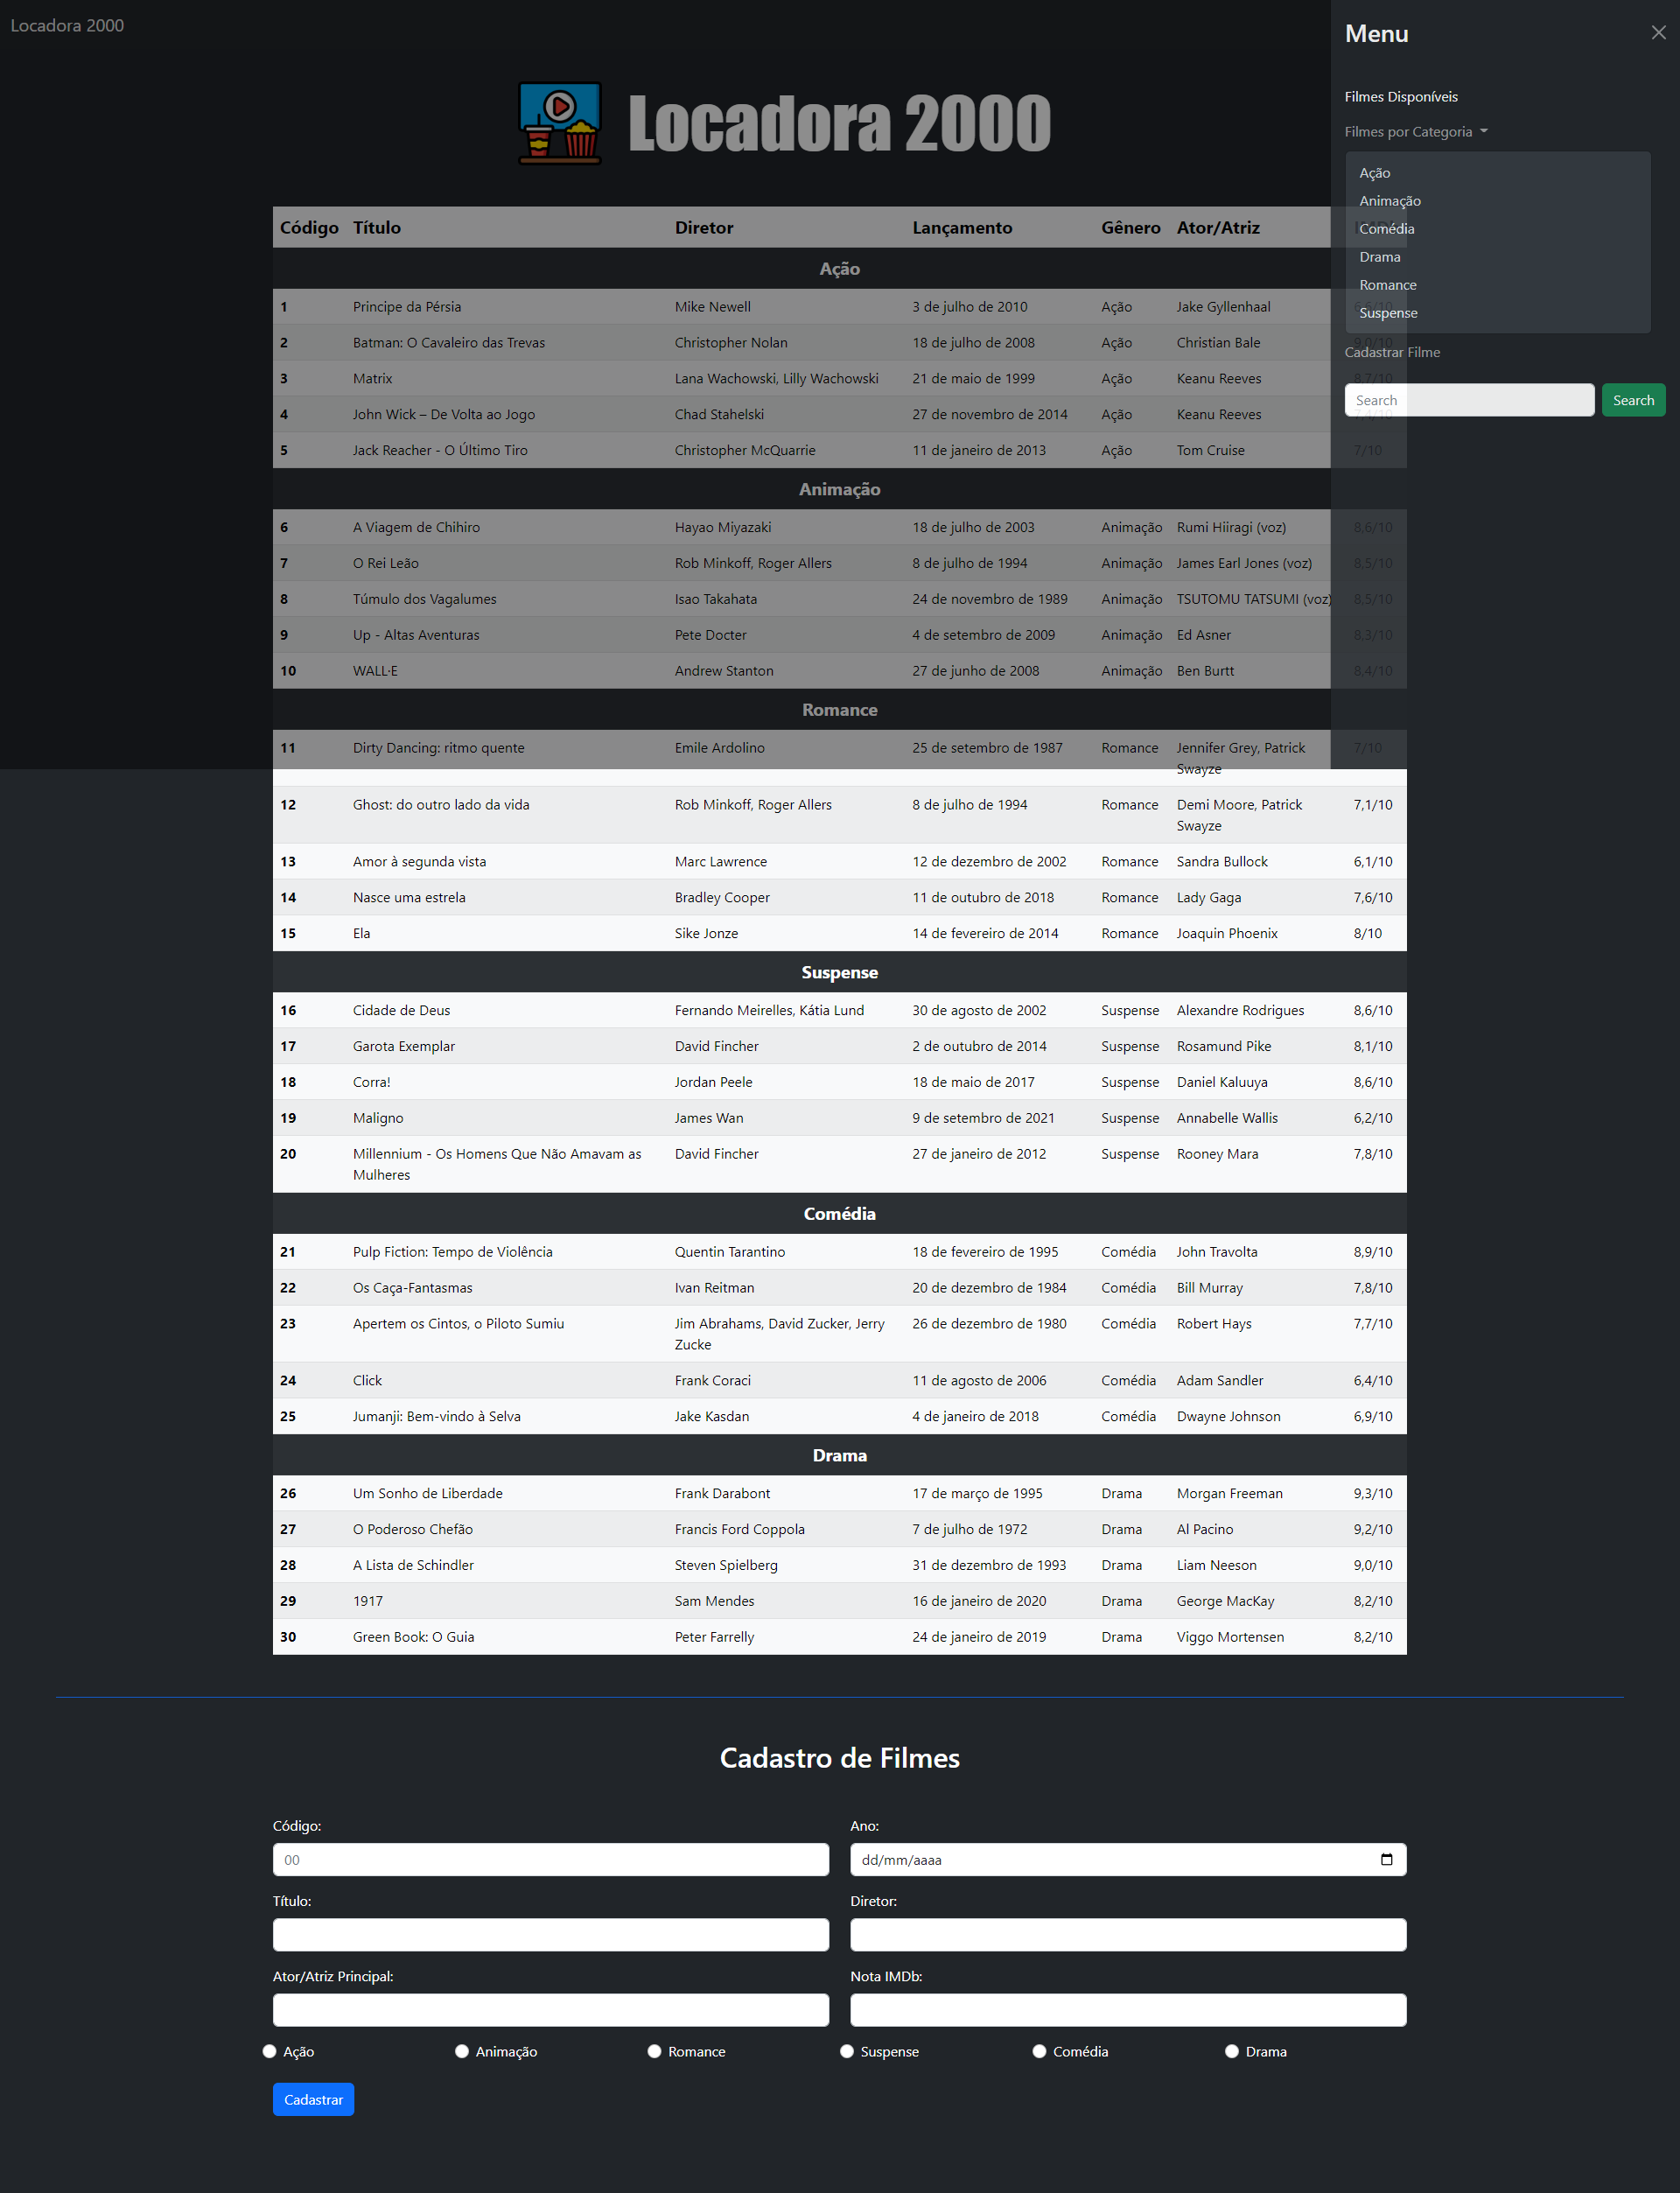 Locadora 2000
Menu
Filmes Disponíveis
Filmes por Categoria
Ação
Animação
Comédia
Drama
Romance
Suspense
Cadastrar Filme
Search Search
Locadora 2000
Código Título Diretor Lançamento Gênero Ator/Atriz
Ação
1 Principe da Pérsia Mike Newell 3 de julho de 2010 Ação Jake Gyllenhaal 6,6/10
2 Batman: O Cavaleiro das Trevas Christopher Nolan 18 de julho de 2008 Ação Christian Bale 9,0/10
3 Matrix Lana Wachowski, Lilly Wachowski 21 de maio de 1999 Ação Keanu Reeves 8,7/10
4 John Wick – De Volta ao Jogo Chad Stahelski 27 de novembro de 2014 Ação Keanu Reeves 7,4/10
5 Jack Reacher - O Último Tiro Christopher McQuarrie 11 de janeiro de 2013 Ação Tom Cruise 7/10
Animação
6 A Viagem de Chihiro Hayao Miyazaki 18 de julho de 2003 Animação Rumi Hiiragi (voz) 8,6/10
7 O Rei Leão Rob Minkoff, Roger Allers 8 de julho de 1994 Animação James Earl Jones (voz) 8,5/10
8 Túmulo dos Vagalumes Isao Takahata 24 de novembro de 1989 Animação TSUTOMU TATSUMI (voz) 8,5/10
9 Up - Altas Aventuras Pete Docter 4 de setembro de 2009 Animação Ed Asner 8.3/10
10 WALL·E Andrew Stanton 27 de junho de 2008 Animação Ben Burtt 8,4/10
Romance
11 Dirty Dancing: ritmo quente Emile Ardolino 25 de setembro de 1987 Romance Jennifer Grey, Patrick 7/10
Swayze
12 Ghost: do outro lado da vida Rob Minkoff, Roger Allers 8 de julho de 1994 Romance Demi Moore, Patrick 7,1/10
Swayze
13 Amor à segunda vista Marc Lawrence 12 de dezembro de 2002 Romance Sandra Bullock 6,1/10
14 Nasce uma estrela Bradley Cooper 11 de outubro de 2018 Romance Lady Gaga 7,6/10
15 Ela Sike Jonze 14 de fevereiro de 2014 Romance Joaquin Phoenix 8/10
Suspense
16 Cidade de Deus Fernando Meirelles, Kátia Lund 30 de agosto de 2002 Suspense Alexandre Rodrigues 8,6/10
17 Garota Exemplar David Fincher 2 de outubro de 2014 Suspense Rosamund Pike 8,1/10
18 Corra! Jordan Peele 18 de maio de 2017 Suspense Daniel Kaluuya 8,6/10
19 Maligno James Wan 9 de setembro de 2021 Suspense Annabelle Wallis 6,2/10
20 Millennium - Os Homens Que Não Amavam as David Fincher 27 de janeiro de 2012 Suspense Rooney Mara 7,8/10
Mulheres
Comédia
21 Pulp Fiction: Tempo de Violência Quentin Tarantino 18 de fevereiro de 1995 Comédia John Travolta 8,9/10
22 Os Caça-Fantasmas Ivan Reitman 20 de dezembro de 1984 Comédia Bill Murray 7,8/10
23 Apertem os Cintos, o Piloto Sumiu Jim Abrahams, David Zucker, Jerry 26 de dezembro de 1980 Comédia Robert Hays 7,7/10
Zucke
24 Click Frank Coraci 11 de agosto de 2006 Comédia Adam Sandler 6,4/10
25 Jumanji: Bem-vindo à Selva Jake Kasdan 4 de janeiro de 2018 Comédia Dwayne Johnson 6,9/10
Drama
26 Um Sonho de Liberdade Frank Darabont 17 de março de 1995 Drama Morgan Freeman 9,3/10
27 O Poderoso Chefão Francis Ford Coppola 7 de julho de 1972 Drama Al Pacino 9,2/10
28 A Lista de Schindler Steven Spielberg 31 de dezembro de 1993 Drama Liam Neeson 9,0/10
29 1917 Sam Mendes 16 de janeiro de 2020 Drama George MacKay 8,2/10
30 Green Book: O Guia Peter Farrelly 24 de janeiro de 2019 Drama Viggo Mortensen 8,2/10
Cadastro de Filmes
Código: Ano:
00 dd/mm/aaaa
Título: Diretor:
Ator/Atriz Principal: Nota IMDb:
Ação Animação Romance Suspense Comédia Drama
Cadastrar